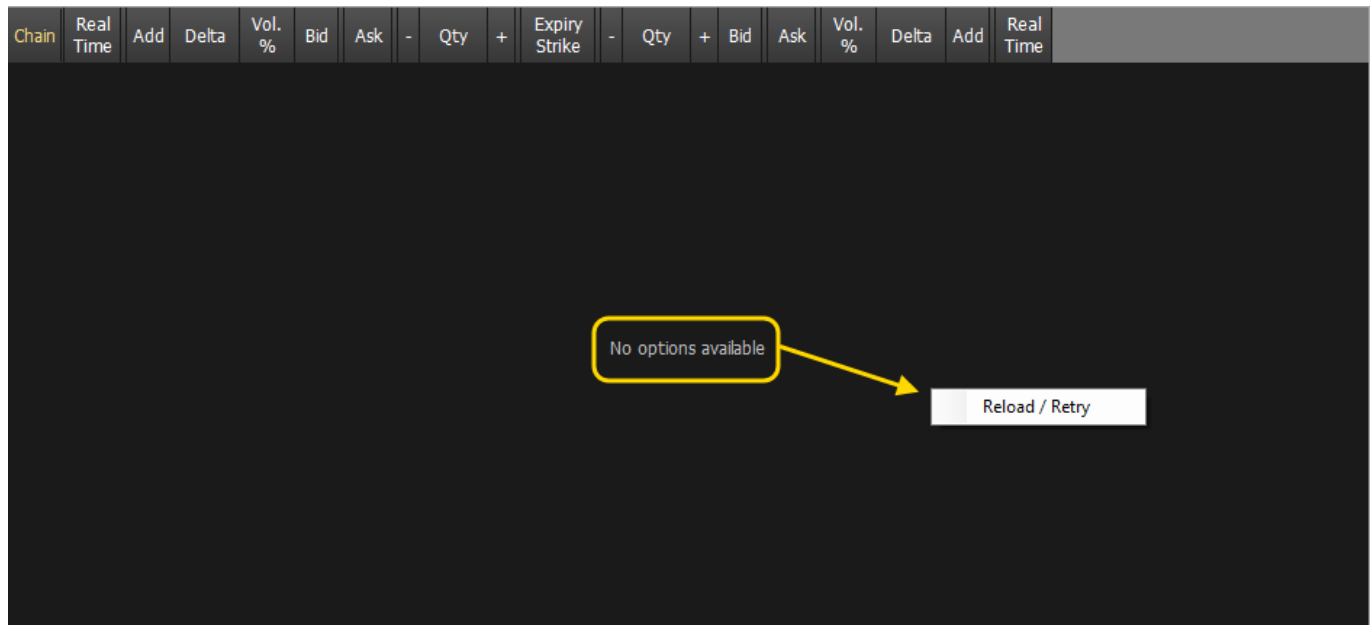 Chain Real Time Add Delta Vol. % Bid Ask - Qty + Expiry Strike - Qty + Bid Ask Vol. % Delta Add Real Time
No options available
Reload / Retry